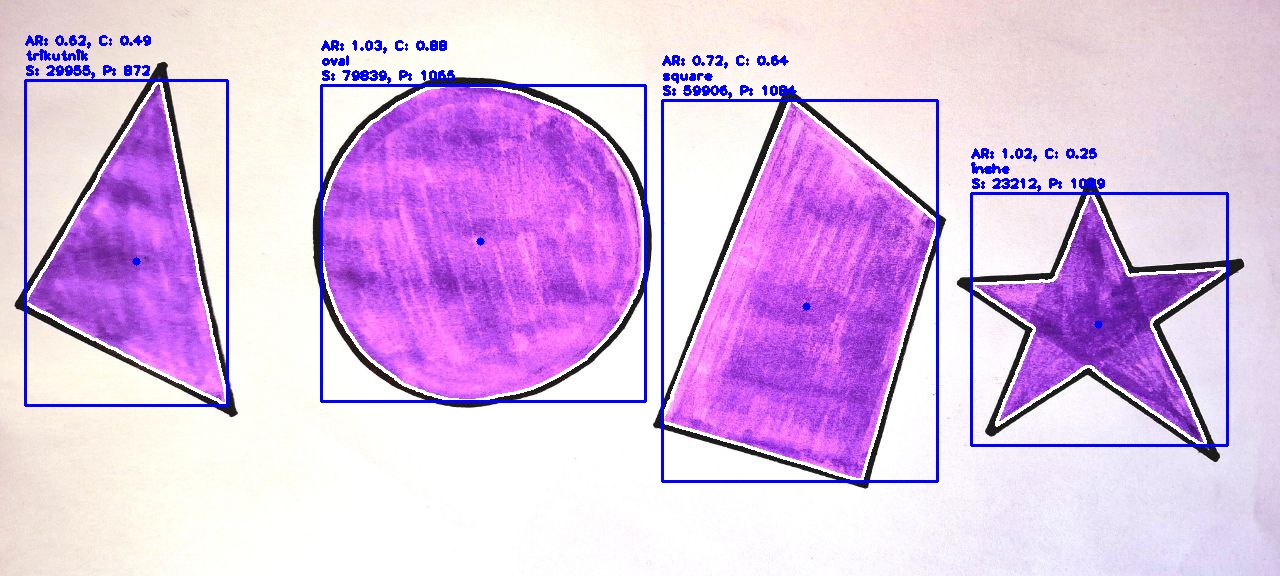 AR: 0.62, C: 0.49
trikutnik
S: 29955, P: 872
AR: 1.03, C: 0.88
oval
S: 79839, P: 1065
AR: 0.72, C: 0.64
square
S: 59906, P: 1084
AR: 1.02, C: 0.25
inshe
S: 23212, P: